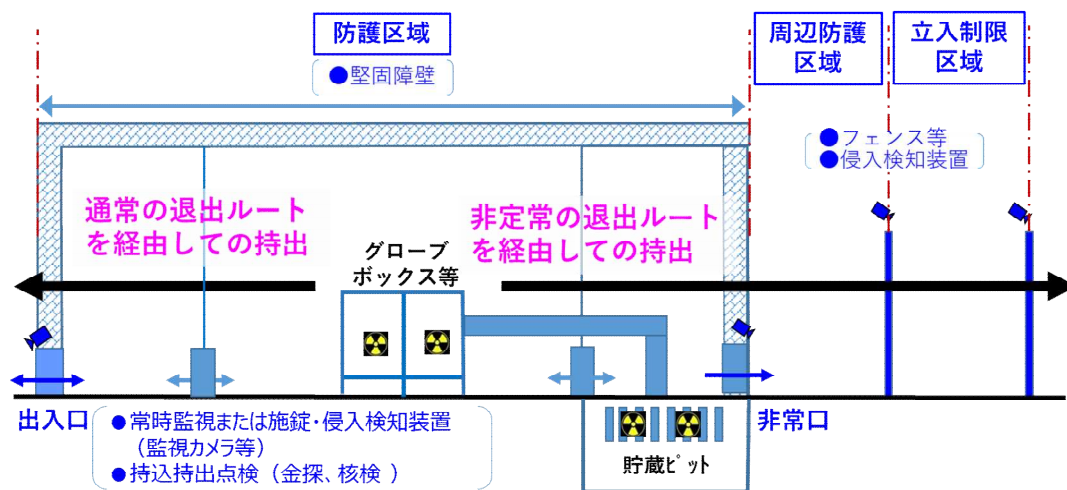 防護区域
●堅固障壁
周辺防護
区域
立入制限
区域
●フェンス等
●侵入検知装置
通常の退出ルート
を経由しての持出
非定常の退出ルート
を経由しての持出
グローブ
ボックス等
出入口
●常時監視または施錠・侵入検知装置
（監視カメラ等）
●持込持出点検（金探、核検 ）
貯蔵ﾋﾟｯﾄ
非常口